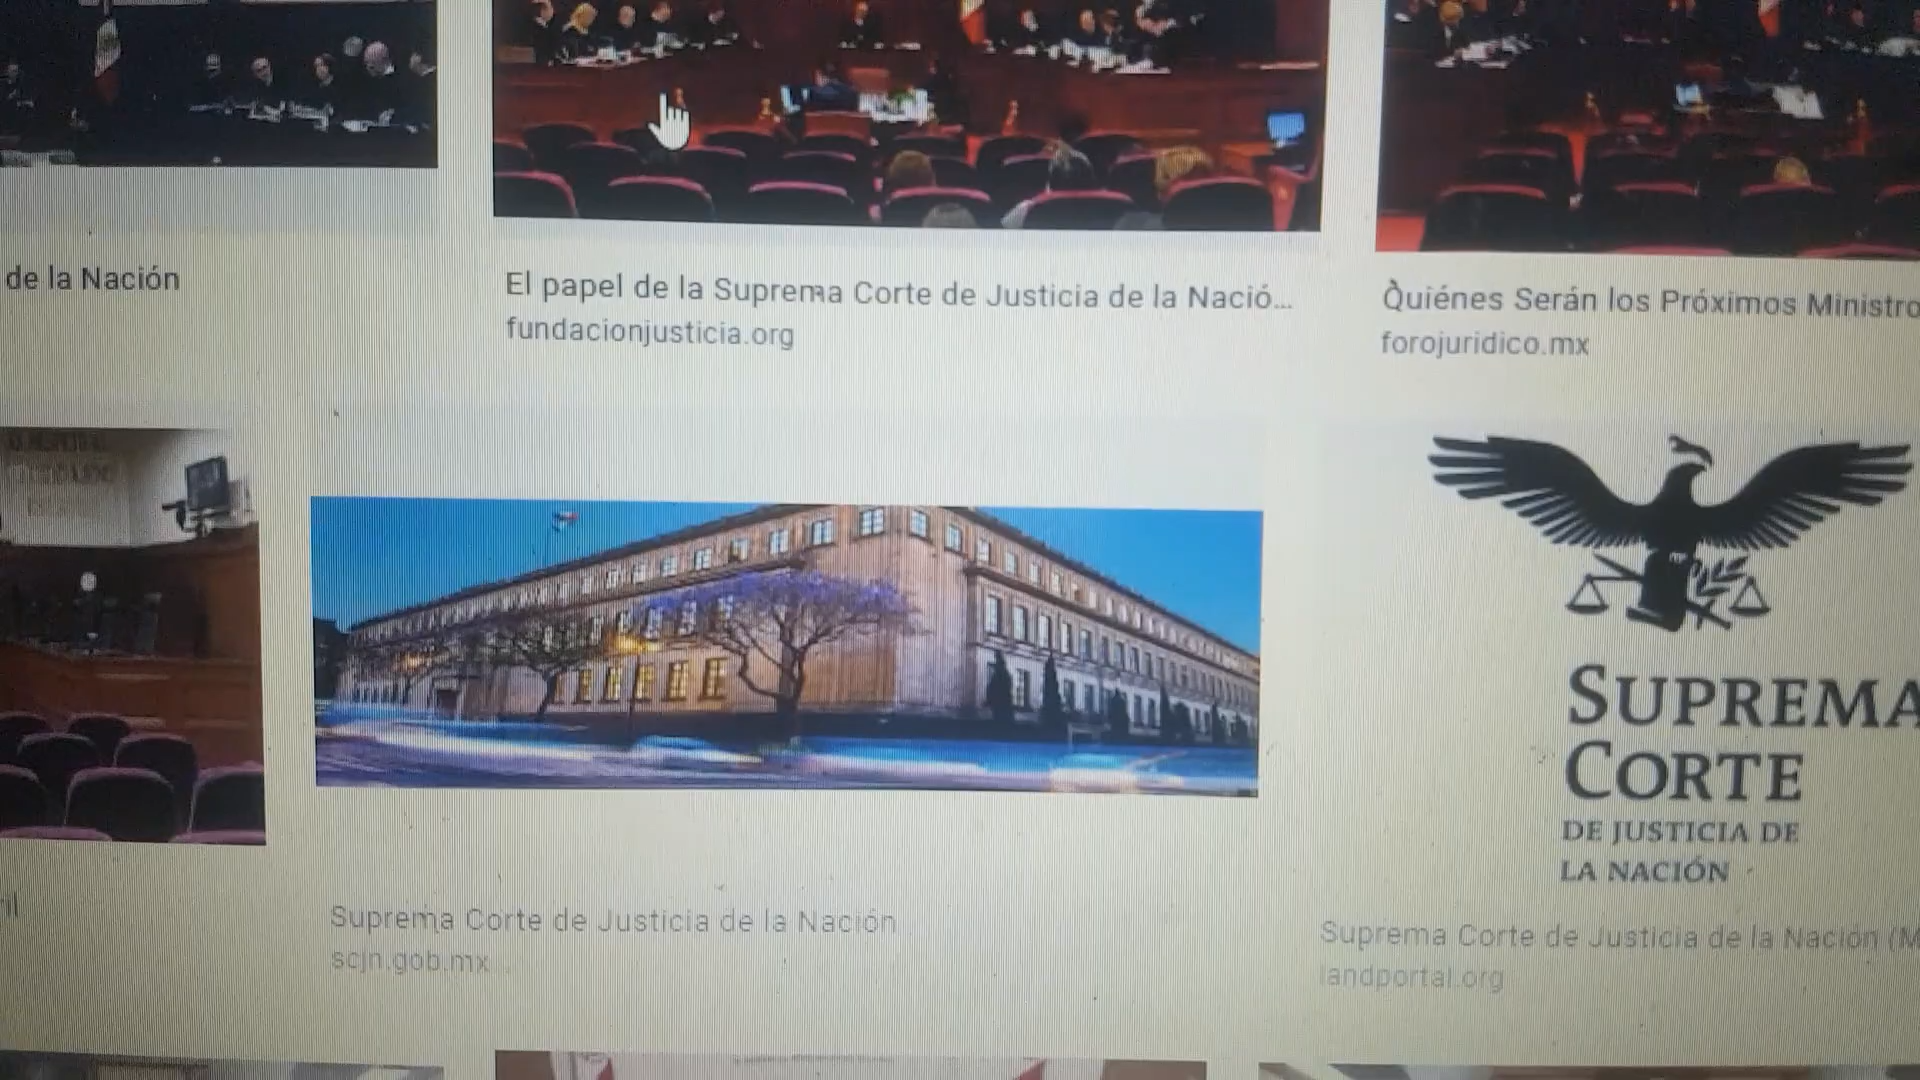 de la Nación
El papel de la Suprema Corte de Justicia de la Nació...
fundacionjusticia.org
Quiénes Serán los Próximos Ministro
forojuridico.mx
SUPREMA
CORTE
DE JUSTICIA DE
LA NACIÓN
Suprema Corte de Justicia de la Nación
scjn.gob.mx
Suprema Corte de Justicia de la Nación (M
landportal.org